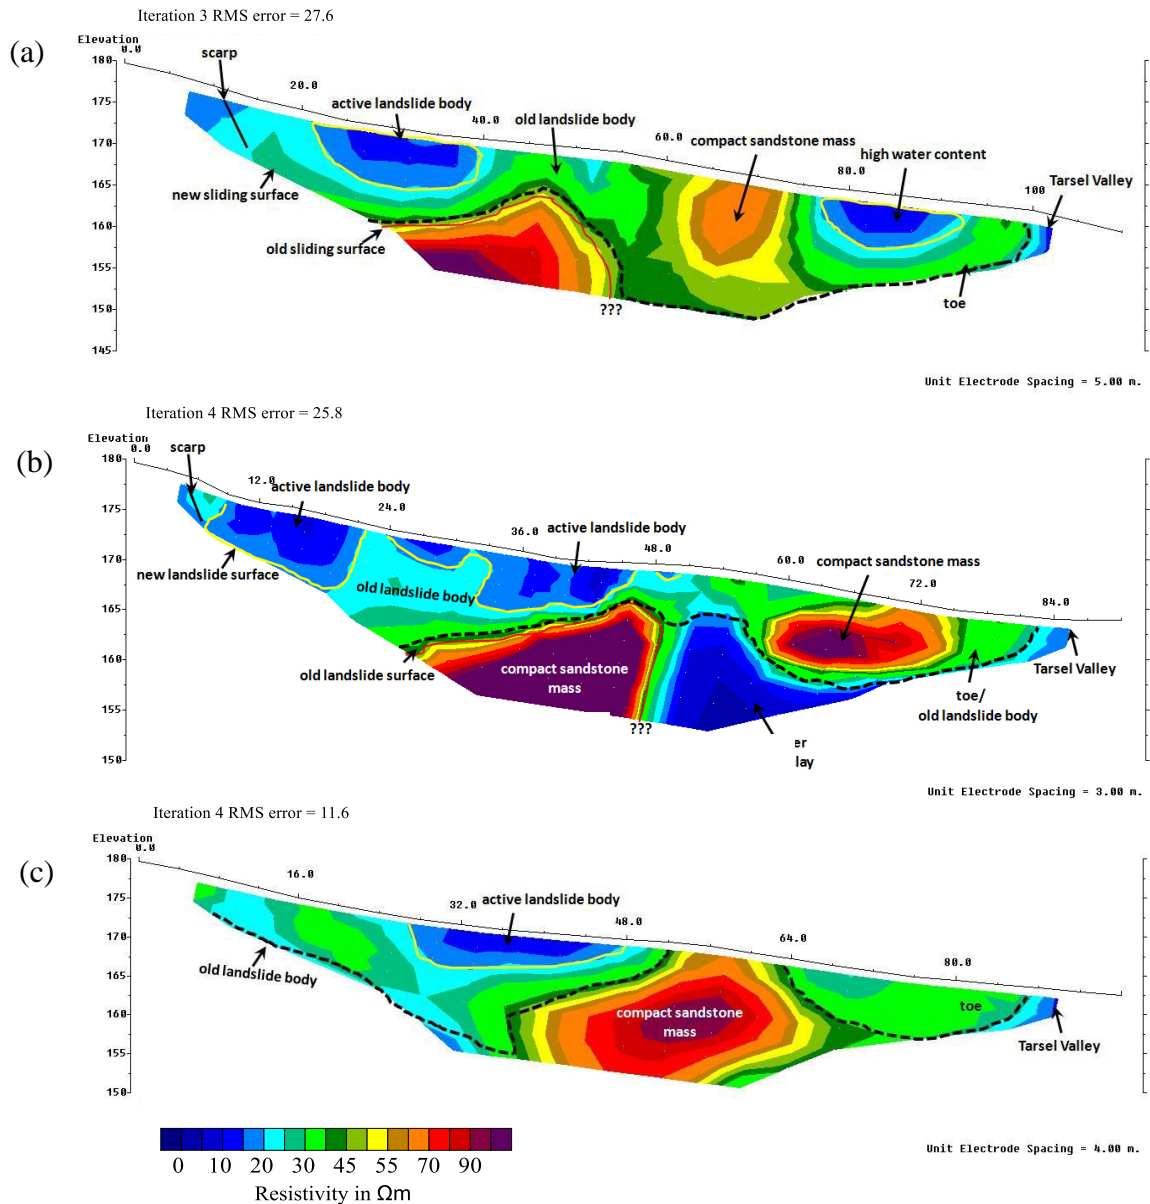 Iteration 3 RMS error = 27.6
(a)
Elevation
0.0
scarp
180
175
170
165
160
155
150
145
20.0
40.0
60.0
80.0
100
active landslide body
old landslide body
compact sandstone mass
high water content
Tarsel Valley
new sliding surface
old sliding surface
???
toe
Unit Electrode Spacing = 5.00 m.
Iteration 4 RMS error = 25.8
(b)
Elevation
0.0
scarp
180
175
170
165
160
155
150
12.0
24.0
36.0
48.0
60.0
72.0
84.0
active landslide body
active landslide body
compact sandstone mass
new landslide surface
old landslide body
old landslide surface
compact sandstone
mass
???
er
lay
toe/
old landslide body
Tarsel Valley
Unit Electrode Spacing = 3.00 m.
Iteration 4 RMS error = 11.6
(c)
Elevation
0.0
180
175
170
165
160
155
150
16.0
32.0
48.0
64.0
80.0
active landslide body
old landslide body
compact sandstone
mass
toe
Tarsel Valley
0 10 20 30 45 55 70 90
Resistivity in Ωm
Unit Electrode Spacing = 4.00 m.